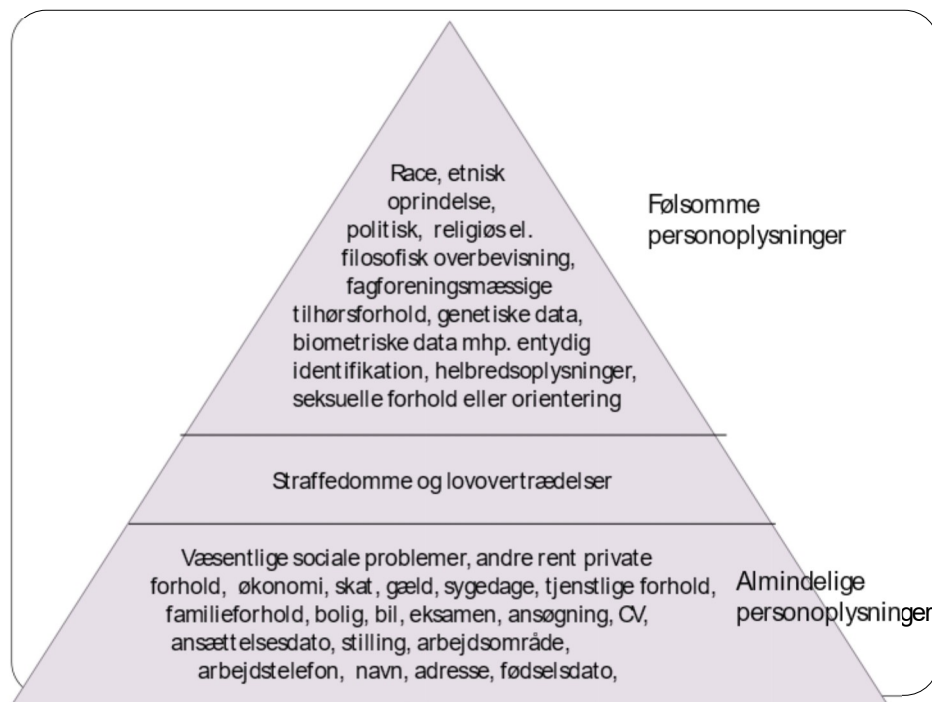 Race, etnisk
oprindelse,
politisk, religiøs el.
filosofisk overbevisning,
fagforeningsmæssige
tilhørsforhold, genetiske data,
biometriske data mhp. entydig
identifikation, helbredsoplysninger,
seksuelle forhold eller orientering
Følsomme
personoplysninger
Straffedomme og lovovertrædelser
Væsentlige sociale problemer, andre rent private
forhold, økonomi, skat, gæld, sygedage, tjenstlige forhold,
familieforhold, bolig, bil, eksamen, ansøgning, CV,
ansættelsesdato, stilling, arbejdsområde,
arbejdstelefon, navn, adresse, fødselsdato,
Almindelige
personoplysninger